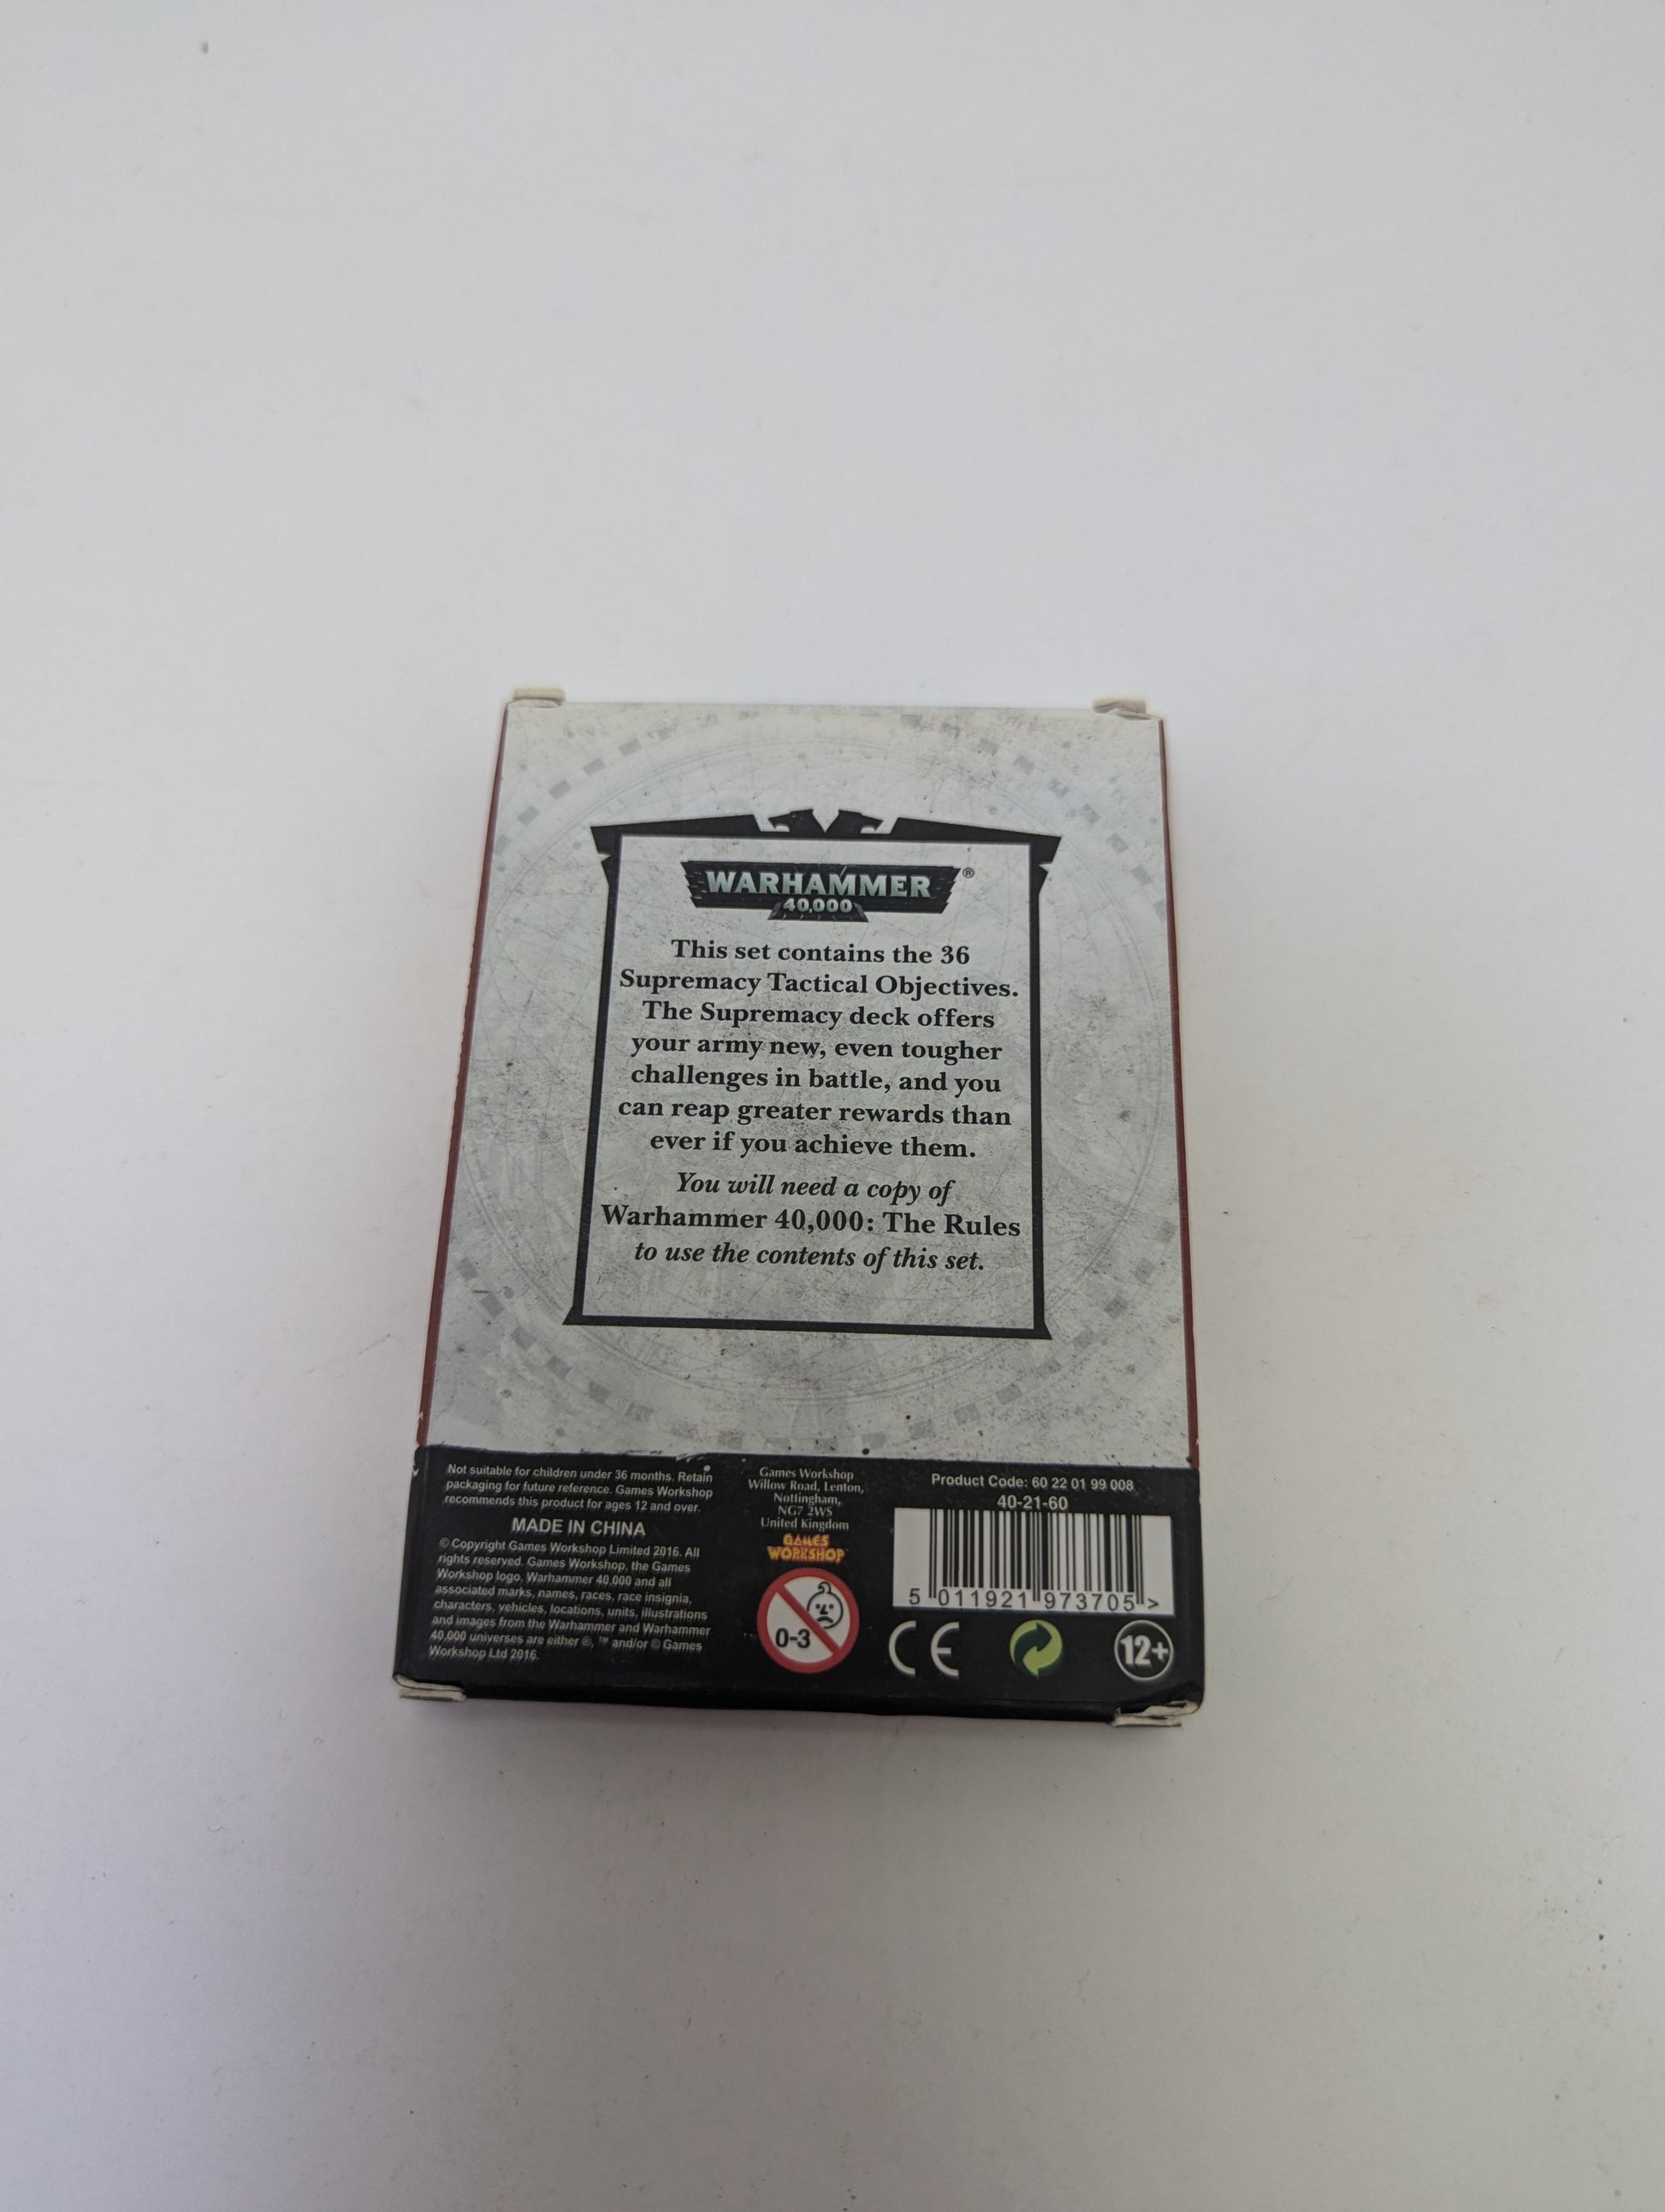 WARHAMMER ®
40,000
This set contains the 36
Supremacy Tactical Objectives.
The Supremacy deck offers
your army new, even tougher
challenges in battle, and you
can reap greater rewards than
ever if you achieve them.
You will need a copy of
Warhammer 40,000: The Rules
to use the contents of this set.
Not suitable for children under 36 months. Retain
packaging for future reference. Games Workshop
recommends this product for ages 12 and over.
MADE IN CHINA
© Copyright Games Workshop Limited 2016. All
rights reserved. Games Workshop, the Games
Workshop logo, Warhammer 40,000 and all
associated marks, names, races, race insignia,
characters, vehicles, locations, units, illustrations
and images from the Warhammer and Warhammer
40,000 universes are either ®, ™ and/or © Games
Workshop Ltd 2016.
Games Workshop
Willow Road, Lenton,
Nottingham,
NG7 2WS
United Kingdom
GAMES
WORKSHOP
0-3
Product Code: 60 22 01 99 008
40-21-60
5 011921 973705 >
CE
12+